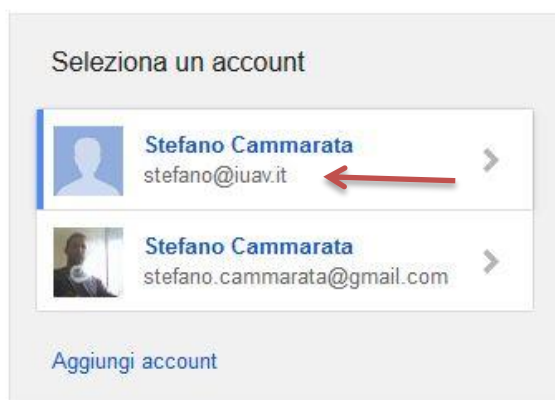 Seleziona un account
Stefano Cammarata
stefano@iuav.it
Stefano Cammarata
stefano.cammarata@gmail.com
Aggiungi account